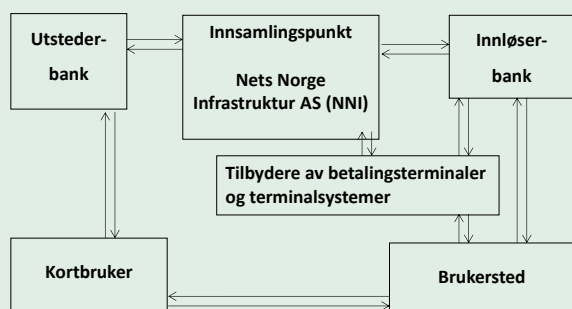 Utsteder-
bank
Innsamlingspunkt
Nets Norge
Infrastruktur AS (NNI)
Innløser-
bank
Tilbydere av betalingsterminaler
og terminalsystemer
Kortbruker
Brukersted